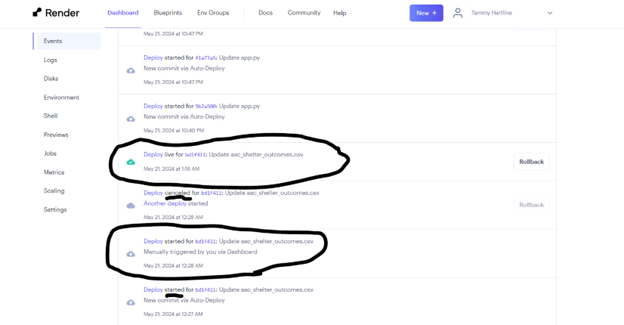 Render
Dashboard
Blueprints
Env Groups
Docs
Community
Help
New +
Tammy Hartline
Events
Logs
Disks
Environment
Shell
Previews
Jobs
Metrics
Scaling
Settings
May 21, 2024 at 10:47 PM
Deploy started for f1a77a5: Update app.py
New commit via Auto-Deploy
May 21, 2024 at 10:47 PM
Deploy started for 0b2a500: Update app.py
New commit via Auto-Deploy
May 21, 2024 at 10:40 PM
Deploy live for bd1f411: Update aac_shelter_outcomes.csv
May 21, 2024 at 1:18 AM
Rollback
Deploy canceled for bd1f411: Update aac_shelter_outcomes.csv
Another deploy started
May 21, 2024 at 12:28 AM
Rollback
Deploy started for bd1f411: Update aac_shelter_outcomes.csv
Manually triggered by you via Dashboard
May 21, 2024 at 12:28 AM
Deploy started for bd1f411: Update aac_shelter_outcomes.csv
New commit via Auto-Deploy
May 21, 2024 at 12:27 AM